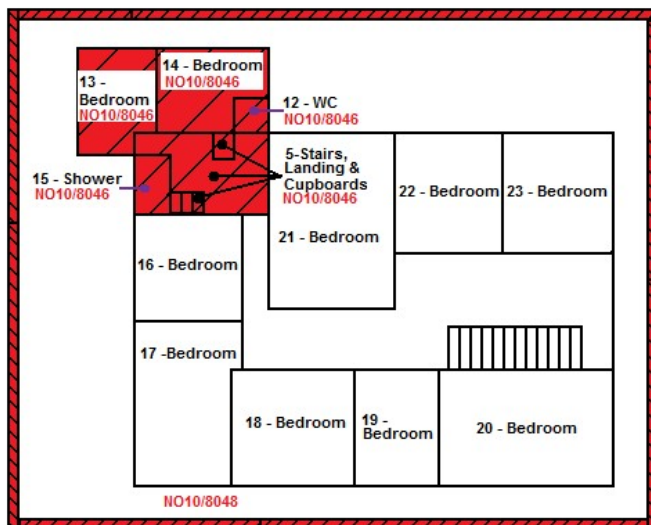 14 - Bedroom
NO10/8046
13 -
Bedroom
NO10/8046
12 - WC
NO10/8046
5-Stairs,
Landing &
Cupboards
NO10/8046
15 - Shower
NO10/8046
22 - Bedroom
23 - Bedroom
21 - Bedroom
16 - Bedroom
17 -Bedroom
18 - Bedroom
19 -
Bedroom
20 - Bedroom
NO10/8048